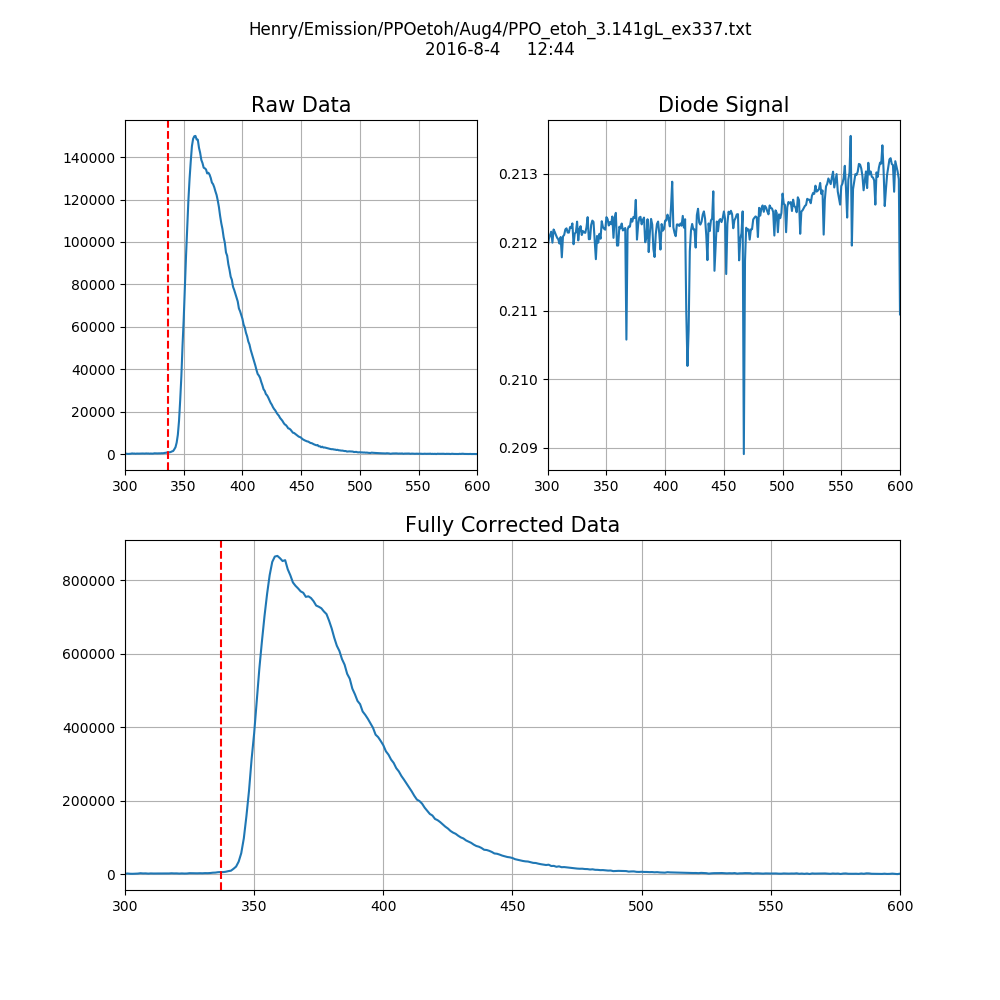 Henry/Emission/PPOetoh/Aug4/PPO_etoh_3.141gL_ex337.txt
2016-8-4 12:44
Raw Data
140000
120000
100000
80000
60000
40000
20000
0
300 350 400 450 500 550 600
Diode Signal
0.213
0.212
0.211
0.210
0.209
300 350 400 450 500 550 600
Fully Corrected Data
800000
600000
400000
200000
0
300 350 400 450 500 550 600